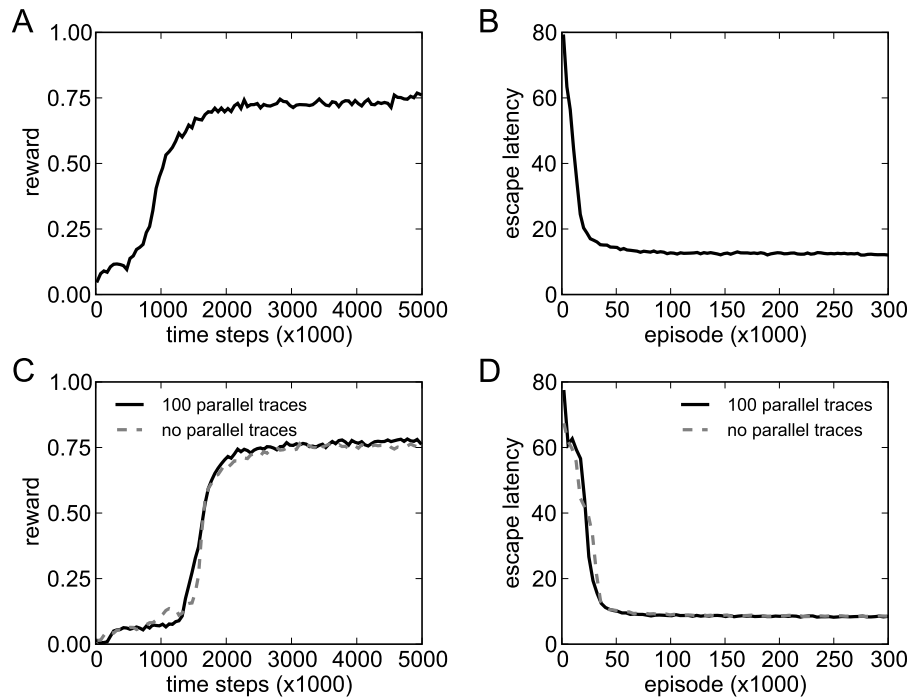 A
1.00
0.75
0.50
0.25
0.00
reward
0 1000 2000 3000 4000 5000
time steps (x1000)
B
80
60
40
20
0
escape latency
0 50 100 150 200 250 300
episode (x1000)
C
1.00
0.75
0.50
0.25
0.00
reward
100 parallel traces
no parallel traces
0 1000 2000 3000 4000 5000
time steps (x1000)
D
80
60
40
20
0
escape latency
100 parallel traces
no parallel traces
0 50 100 150 200 250 300
episode (x1000)